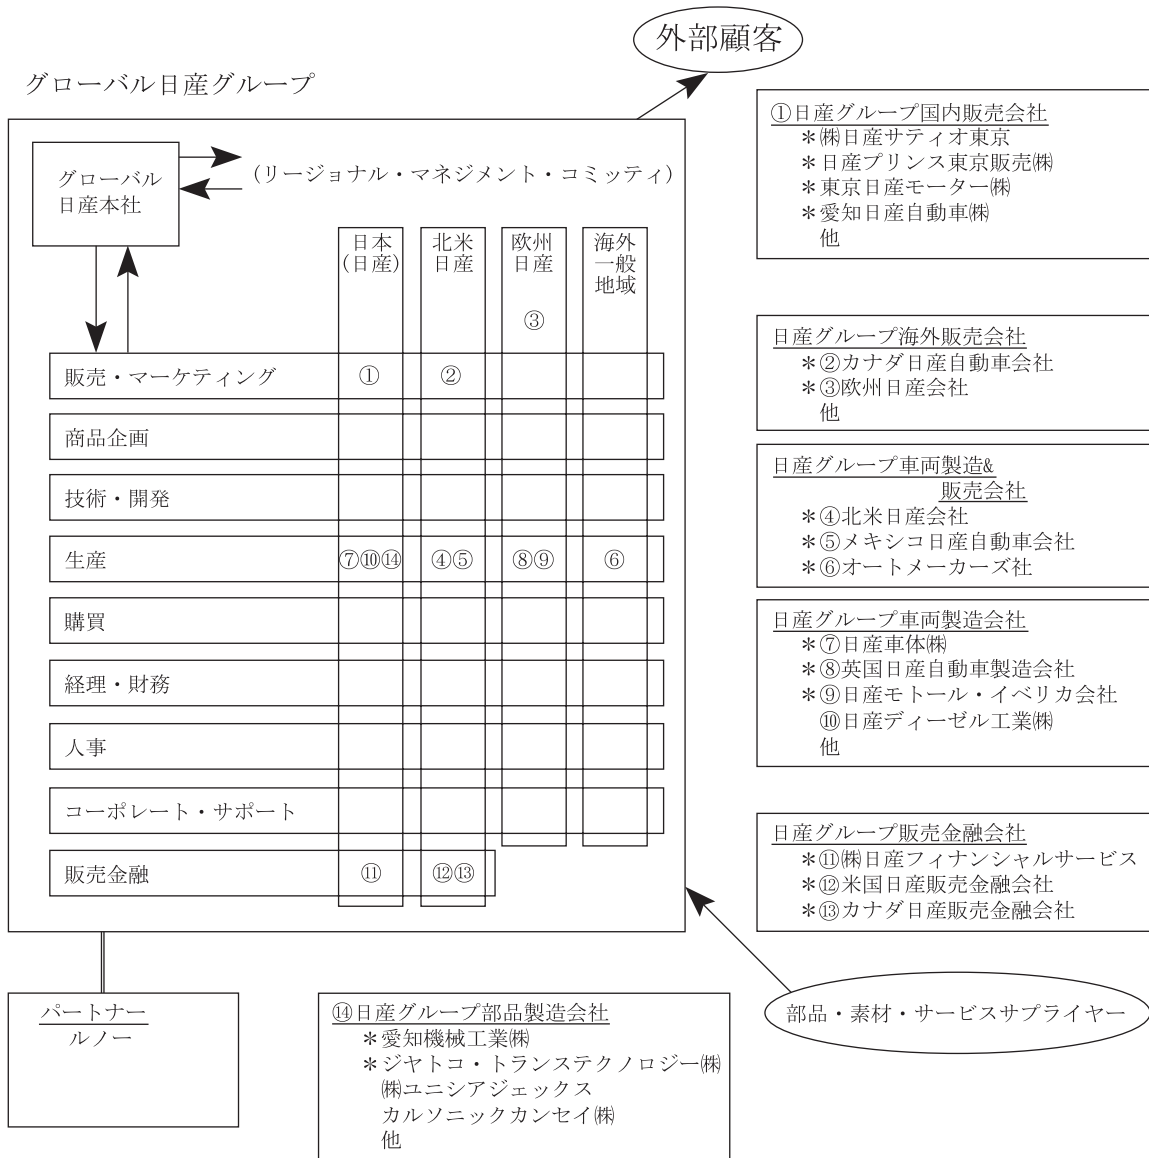 外部顧客
グローバル日産グループ
グローバル
日産本社
(リージョナル・マネジメント・コミッティ)
日本
(日産)
北米
日産
欧州
日産
海外
一般
地域
③
販売・マーケティング ① ②
商品企画
技術・開発
生産 ⑦⑩⑭ ④⑤ ⑧⑨ ⑥
購買
経理・財務
人事
コーポレート・サポート
販売金融 ⑪ ⑫⑬
①日産グループ国内販売会社
＊㈱日産サティオ東京
＊日産プリンス東京販売㈱
＊東京日産モーター㈱
＊愛知日産自動車㈱
他
日産グループ海外販売会社
＊②カナダ日産自動車会社
＊③欧州日産会社
他
日産グループ車両製造&
販売会社
＊④北米日産会社
＊⑤メキシコ日産自動車会社
＊⑥オートメーカーズ社
日産グループ車両製造会社
＊⑦日産車体㈱
＊⑧英国日産自動車製造会社
＊⑨日産モトール・イベリカ会社
⑩日産ディーゼル工業㈱
他
日産グループ販売金融会社
＊⑪㈱日産フィナンシャルサービス
＊⑫米国日産販売金融会社
＊⑬カナダ日産販売金融会社
部品・素材・サービスサプライヤー
パートナー
ルノー
⑭日産グループ部品製造会社
＊愛知機械工業㈱
＊ジヤトコ・トランステクノロジー㈱
㈱ユニシアジェックス
カルソニックカンセイ㈱
他